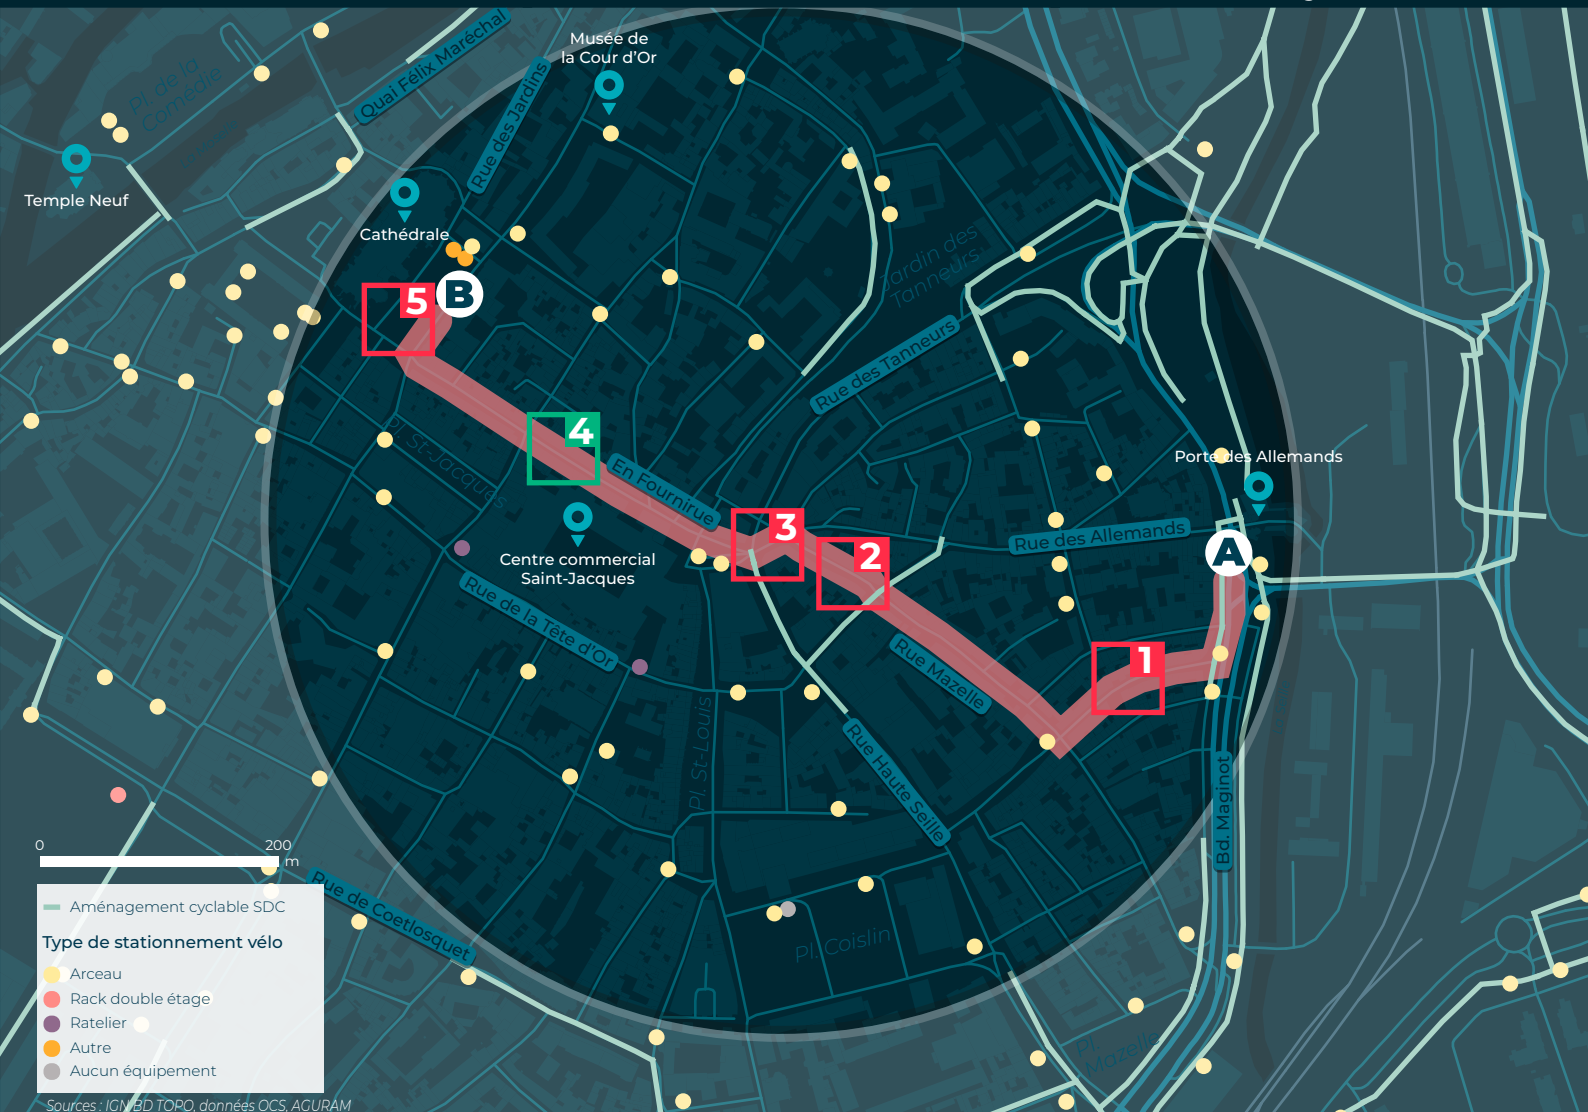 Musée de
la Cour d'Or
Quai Félix Maréchal
Pl. de la
Comédie
Rue des Jardins
Temple Neuf
Cathédrale
Jardin des
Tanneurs
B
5
Rue des Tanneurs
4
Pl. St-Jacques
En Fournirue
Porte des Allemands
3
Rue des Allemands
A
2
Centre commercial
Saint-Jacques
Rue de la Tête d'Or
Rue Mazelle
1
Pl. St-Louis
Rue Haute Seille
Bd. Maginot
0 200
m
Rue de Coetlosquet
Pl. Coislin
Pl.
Mazelle
Aménagement cyclable SDC
Type de stationnement vélo
Arceau
Rack double étage
Ratelier
Autre
Aucun équipement
Sources : IGN BD TOPO, données OCS, AGURAM